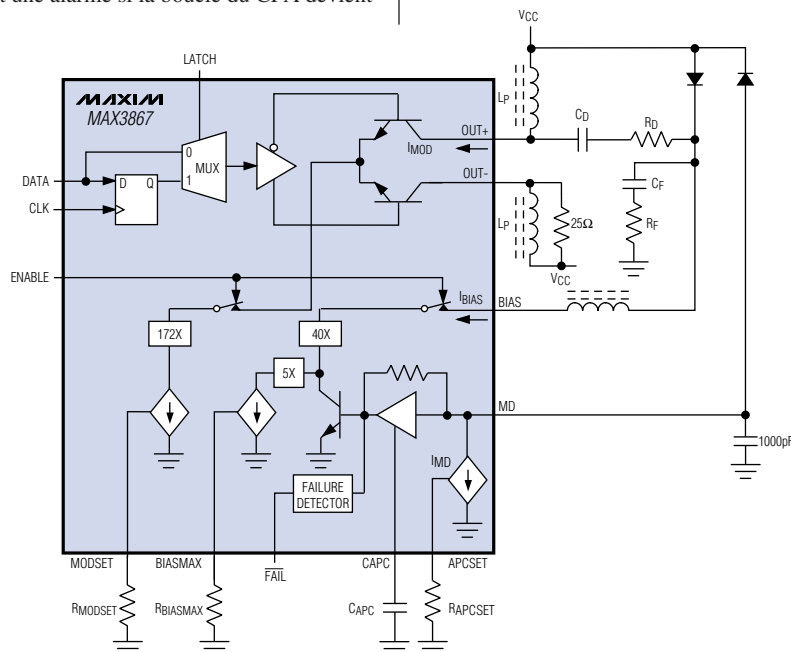 t une alarme si la boucle du CPA devient
VCC
LATCH
MAXIM
MAX3867
LP
CD
RD
OUT+
IMOD
0
MUX
1
OUT-
DATA
D
Q
CF
CLK
LP
25Ω
RF
VCC
ENABLE
IBIAS
BIAS
172X
40X
5X
MD
1000pF
IMD
FAILURE
DETECTOR
MODSET
BIASMAX
FAIL
CAPC
APCSET
RMODSET
RBIASMAX
CAPC
RAPCSET